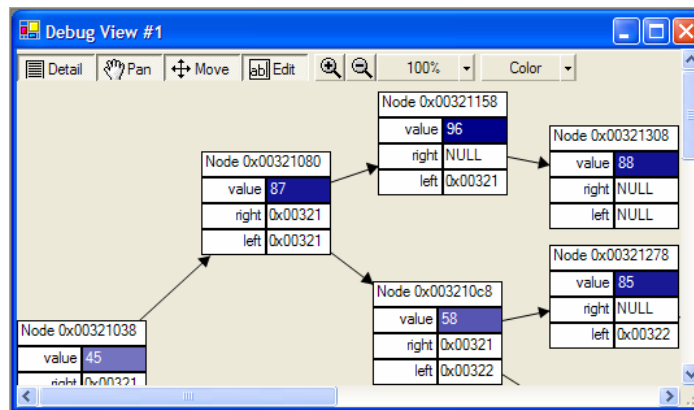 Debug View #1
Detail Pan Move Edit 100% Color
Node 0x00321158
value 96
right NULL
left 0x00321
Node 0x00321308
value 88
right NULL
left NULL
Node 0x00321080
value 87
right 0x00321
left 0x00321
Node 0x00321278
value 85
right NULL
left 0x00322
Node 0x003210c8
value 58
right 0x00321
left 0x00322
Node 0x00321038
value 45
right 0x00321